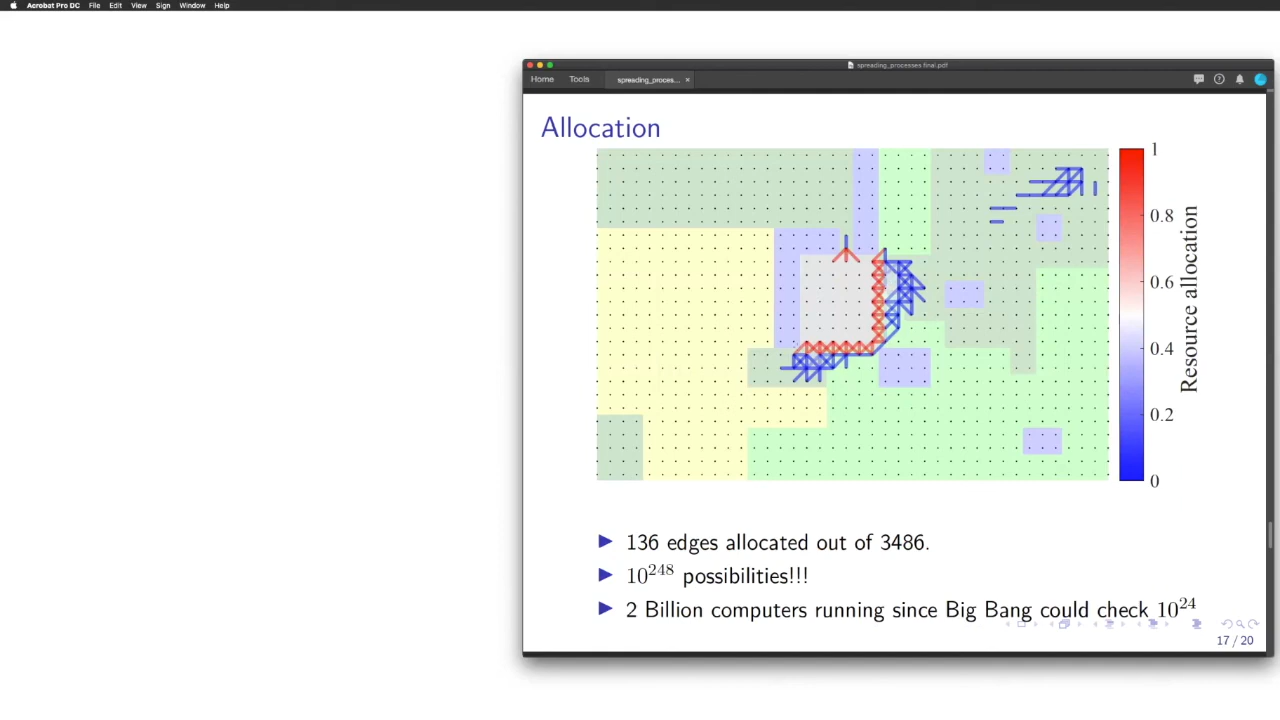 Acrobat Pro DC File Edit View Sign Window Help
spreading_processes final.pdf
Home Tools spreading_proces... ×
Allocation
1
0.8
0.6
0.4
0.2
0
Resource allocation
136 edges allocated out of 3486.
10^248 possibilities!!!
2 Billion computers running since Big Bang could check 10^24
17 / 20